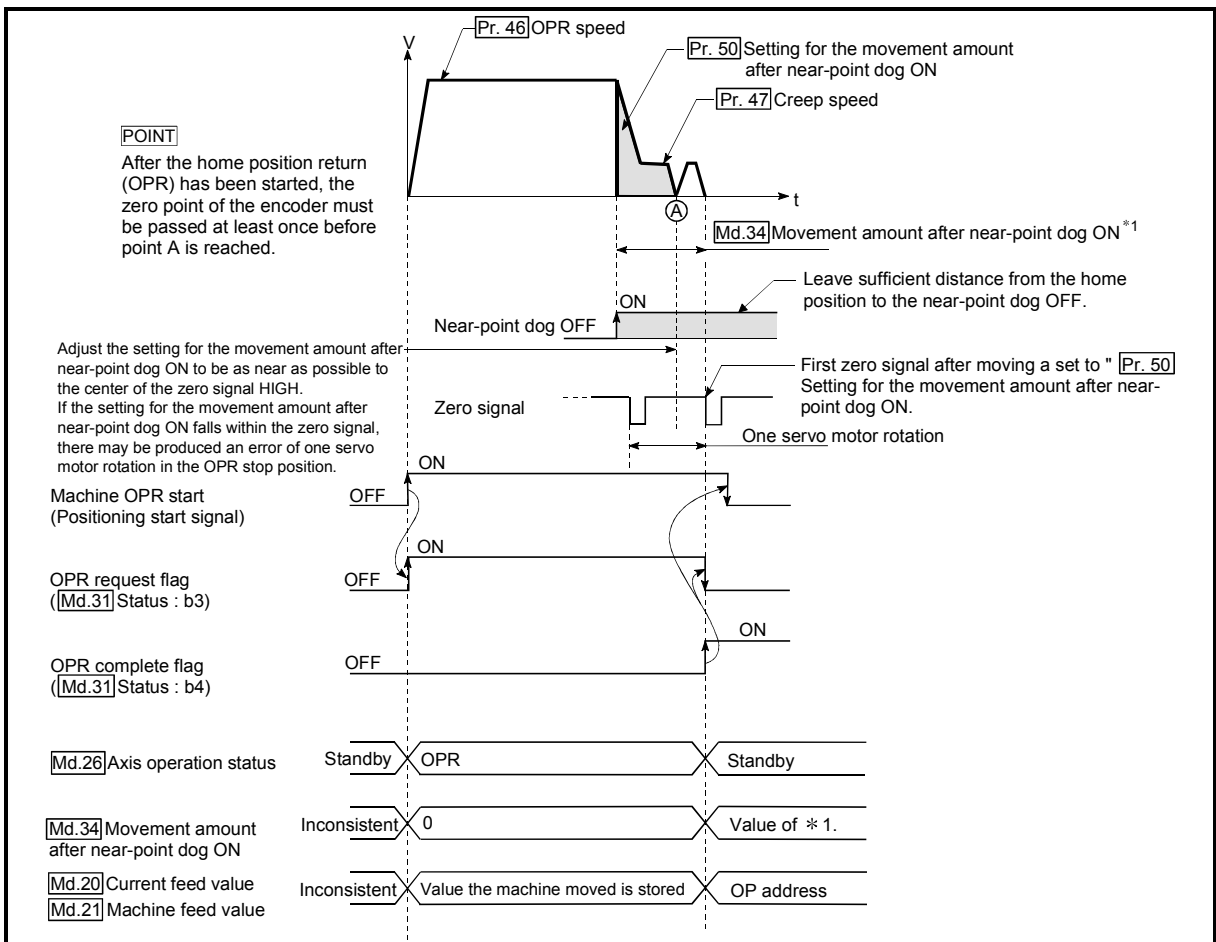 V
Pr. 46 OPR speed
Pr. 50 Setting for the movement amount
after near-point dog ON
Pr. 47 Creep speed
POINT
After the home position return
(OPR) has been started, the
zero point of the encoder must
be passed at least once before
point A is reached.
t
A
Md.34 Movement amount after near-point dog ON *1
Leave sufficient distance from the home
position to the near-point dog OFF.
ON
Near-point dog OFF
Adjust the setting for the movement amount after
near-point dog ON to be as near as possible to
the center of the zero signal HIGH.
If the setting for the movement amount after
near-point dog ON falls within the zero signal,
there may be produced an error of one servo
motor rotation in the OPR stop position.
First zero signal after moving a set to " Pr. 50
Setting for the movement amount after near-
point dog ON.
Zero signal
One servo motor rotation
ON
Machine OPR start
(Positioning start signal)
OFF
ON
OPR request flag
( Md.31 Status : b3)
OFF
ON
OPR complete flag
( Md.31 Status : b4)
OFF
Md.26 Axis operation status
Standby
OPR
Standby
Md.34 Movement amount
after near-point dog ON
Inconsistent
0
Value of *1.
Md.20 Current feed value
Md.21 Machine feed value
Inconsistent
Value the machine moved is stored
OP address